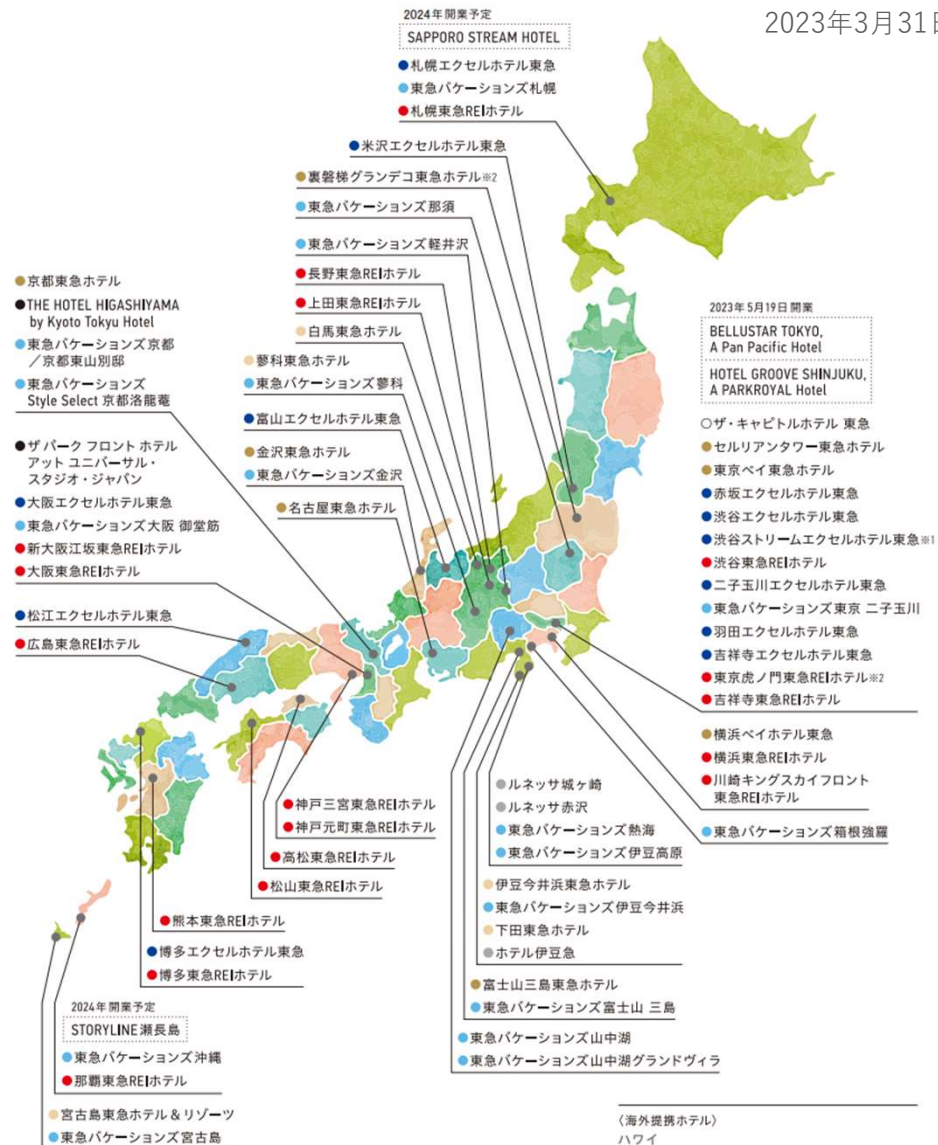 2023年3月31日
2024年開業予定
SAPPORO STREAM HOTEL
●札幌エクセルホテル東急
●東急バケーションズ札幌
●札幌東急REIホテル
●米沢エクセルホテル東急
●裏磐梯グランデコ東急ホテル※2
●東急バケーションズ那須
●東急バケーションズ軽井沢
●長野東急REIホテル
●上田東急REIホテル
●白馬東急ホテル
●蓼科東急ホテル
●東急バケーションズ蓼科
●富山エクセルホテル東急
●金沢東急ホテル
●東急バケーションズ金沢
●名古屋東急ホテル
●京都東急ホテル
●THE HOTEL HIGASHIYAMA
by Kyoto Tokyu Hotel
●東急バケーションズ京都
／京都東山別邸
●東急バケーションズ
Style Select 京都洛龍菴
●ザ パーク フロント ホテル
アット ユニバーサル・
スタジオ・ジャパン
●大阪エクセルホテル東急
●東急バケーションズ大阪 御堂筋
●新大阪江坂東急REIホテル
●大阪東急REIホテル
●松江エクセルホテル東急
●広島東急REIホテル
2023年5月19日開業
BELLUSTAR TOKYO,
A Pan Pacific Hotel
HOTEL GROOVE SHINJUKU,
A PARKROYAL Hotel
○ザ・キャピトルホテル 東急
●セルリアンタワー東急ホテル
●東京ベイ東急ホテル
●赤坂エクセルホテル東急
●渋谷エクセルホテル東急
●渋谷ストリームエクセルホテル東急※1
●渋谷東急REIホテル
●二子玉川エクセルホテル東急
●東急バケーションズ東京 二子玉川
●羽田エクセルホテル東急
●吉祥寺エクセルホテル東急
●東京虎ノ門東急REIホテル※2
●吉祥寺東急REIホテル
●横浜ベイホテル東急
●横浜東急REIホテル
●川崎キングスカイフロント
東急REIホテル
●東急バケーションズ箱根強羅
●ルネッサ城ヶ崎
●ルネッサ赤沢
●東急バケーションズ熱海
●東急バケーションズ伊豆高原
●伊豆今井浜東急ホテル
●東急バケーションズ伊豆今井浜
●下田東急ホテル
●ホテル伊豆急
●富士山三島東急ホテル
●東急バケーションズ富士山 三島
●東急バケーションズ山中湖
●東急バケーションズ山中湖グランドヴィラ
●神戸三宮東急REIホテル
●神戸元町東急REIホテル
●高松東急REIホテル
●松山東急REIホテル
●熊本東急REIホテル
●博多エクセルホテル東急
●博多東急REIホテル
2024年開業予定
STORYLINE瀬長島
●東急バケーションズ沖縄
●那覇東急REIホテル
●宮古島東急ホテル＆リゾーツ
●東急バケーションズ宮古島
〈海外提携ホテル〉
ハワイ